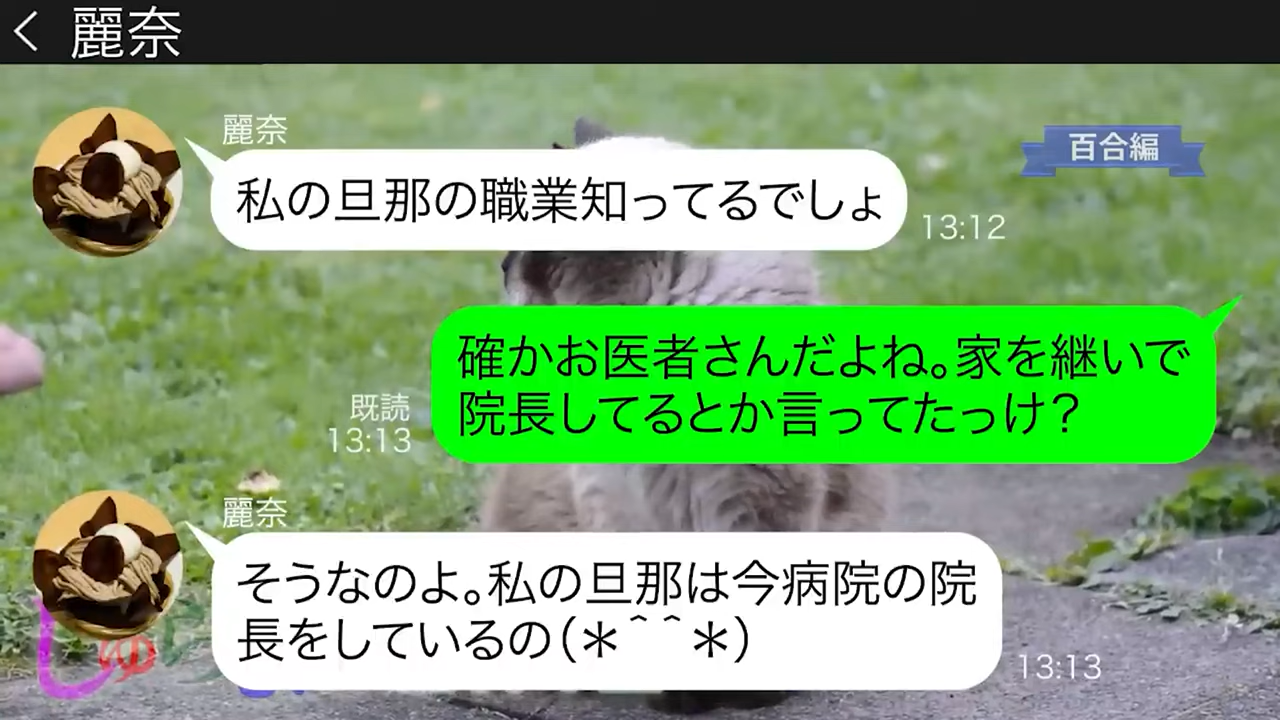 麗奈
麗奈
百合編
私の旦那の職業知ってるでしょ
13:12
確かお医者さんだよね。家を継いで
院長してるとか言ってたっけ？
既読
13:13
麗奈
そうなのよ。私の旦那は今病院の院
長をしているの(＊＾＾＊)
13:13